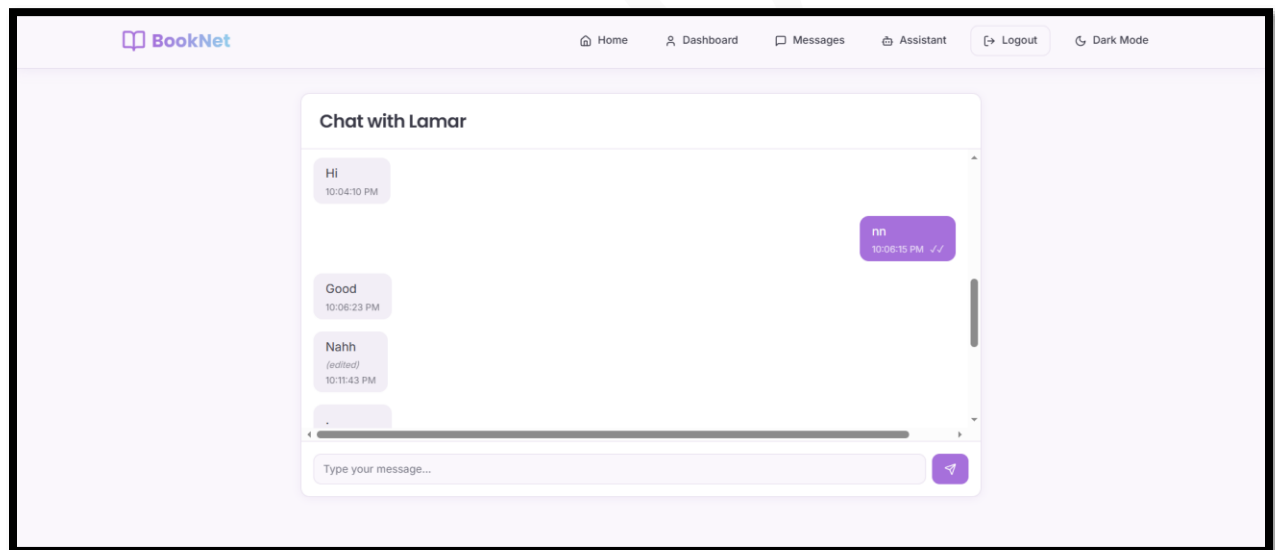 BookNet
Home
Dashboard
Messages
Assistant
Logout
Dark Mode
Chat with Lamar
Hi
10:04:10 PM
nn
10:06:15 PM ✓✓
Good
10:06:23 PM
Nahh
(edited)
10:11:43 PM
Type your message...